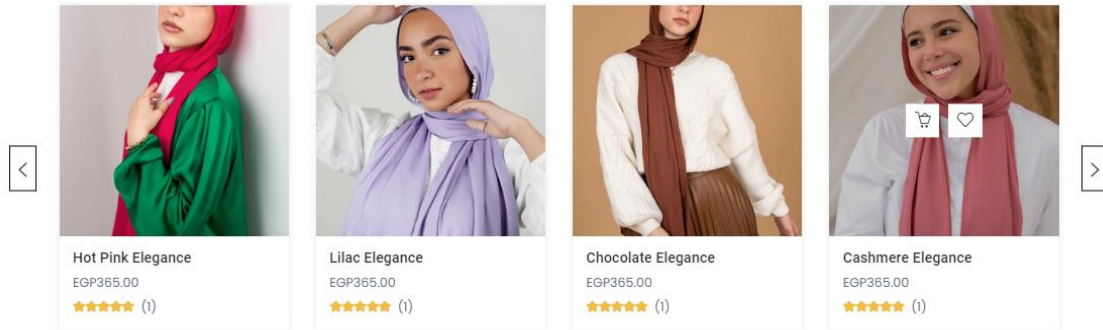 Hot Pink Elegance
EGP365.00
(1)
Lilac Elegance
EGP365.00
(1)
Chocolate Elegance
EGP365.00
(1)
Cashmere Elegance
EGP365.00
(1)